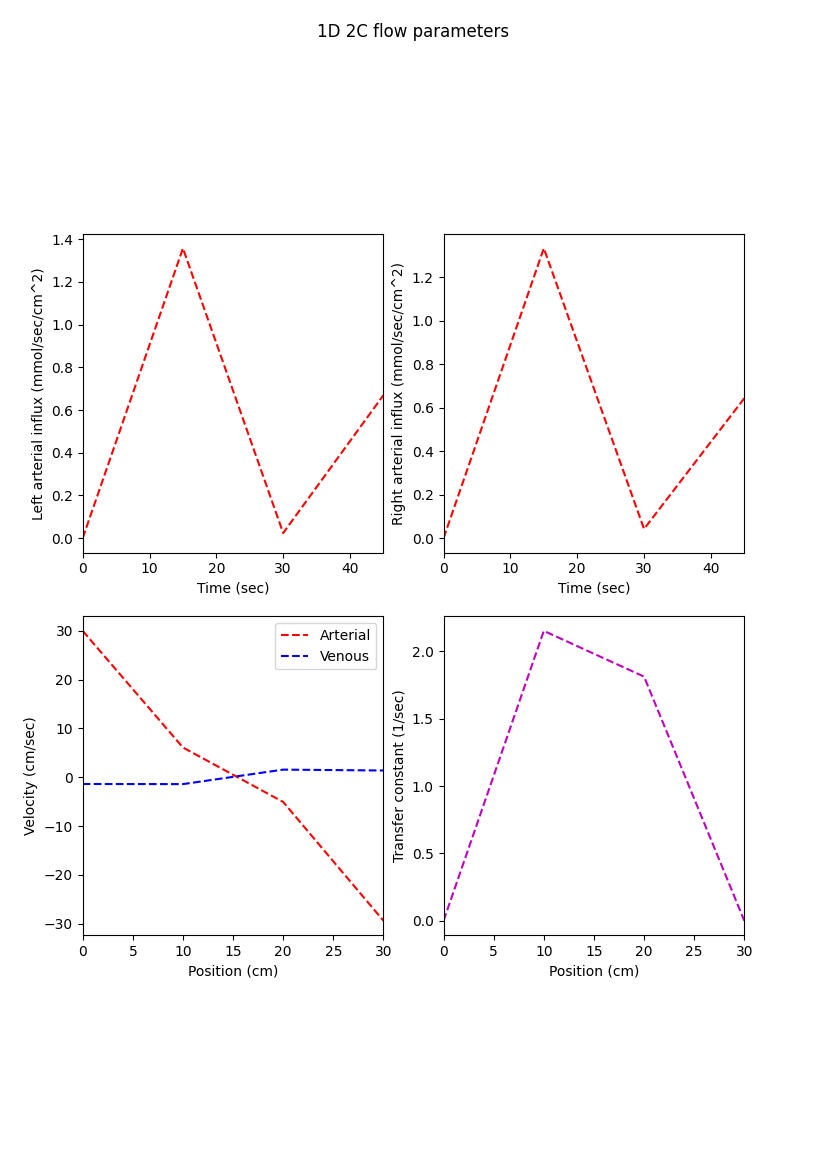 1D 2C flow parameters
Left arterial influx (mmol/sec/cm^2)
1.4
1.2
1.0
0.8
0.6
0.4
0.2
0.0
0 10 20 30 40
Time (sec)
Right arterial influx (mmol/sec/cm^2)
1.2
1.0
0.8
0.6
0.4
0.2
0.0
0 10 20 30 40
Time (sec)
Velocity (cm/sec)
30
20
10
0
−10
−20
−30
Arterial
Venous
0 5 10 15 20 25 30
Position (cm)
Transfer constant (1/sec)
2.0
1.5
1.0
0.5
0.0
0 5 10 15 20 25 30
Position (cm)